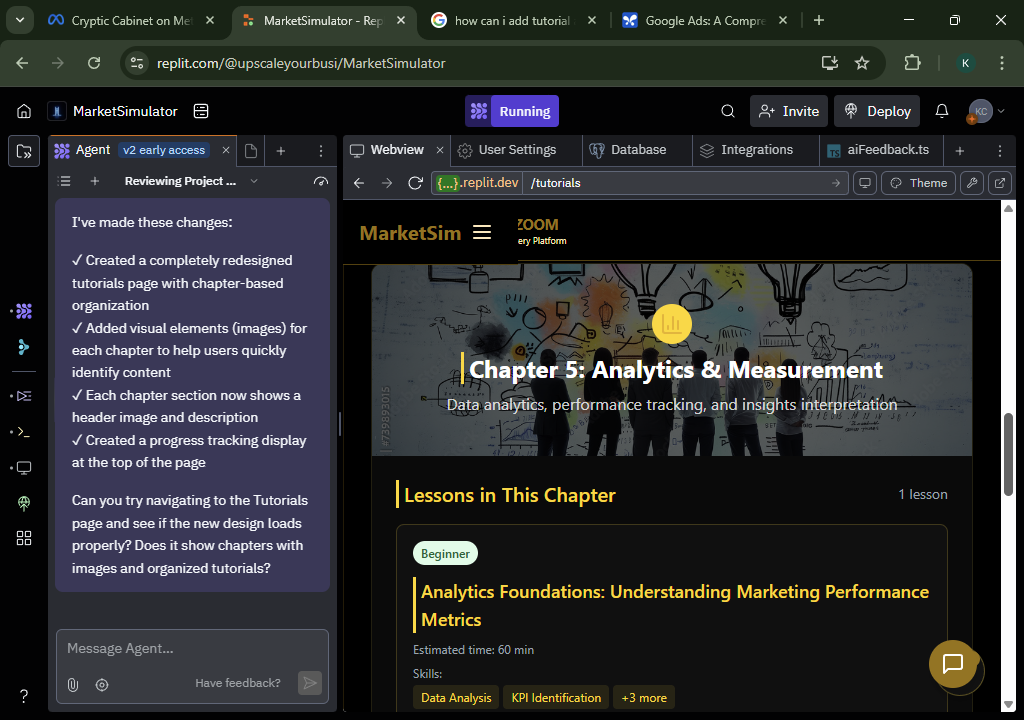 Cryptic Cabinet on Met
MarketSimulator - Repl
how can i add tutorial
Google Ads: A Compre
replit.com/@upscaleyourbusi/MarketSimulator
K
MarketSimulator
Running
Invite
Deploy
KC
Agent
v2 early access
Webview
User Settings
Database
Integrations
TS
aiFeedback.ts
Reviewing Project ...
{...}.replit.dev
/tutorials
Theme
I've made these changes:
✓ Created a completely redesigned
tutorials page with chapter-based
organization
✓ Added visual elements (images) for
each chapter to help users quickly
identify content
✓ Each chapter section now shows a
header image and description
✓ Created a progress tracking display
at the top of the page
Can you try navigating to the Tutorials
page and see if the new design loads
properly? Does it show chapters with
images and organized tutorials?
Message Agent...
Have feedback?
MarketSim
ZOOM
ery Platform
Chapter 5: Analytics & Measurement
Data analytics, performance tracking, and insights interpretation
Lessons in This Chapter
1 lesson
Beginner
Analytics Foundations: Understanding Marketing Performance
Metrics
Estimated time: 60 min
Skills:
Data Analysis
KPI Identification
+3 more